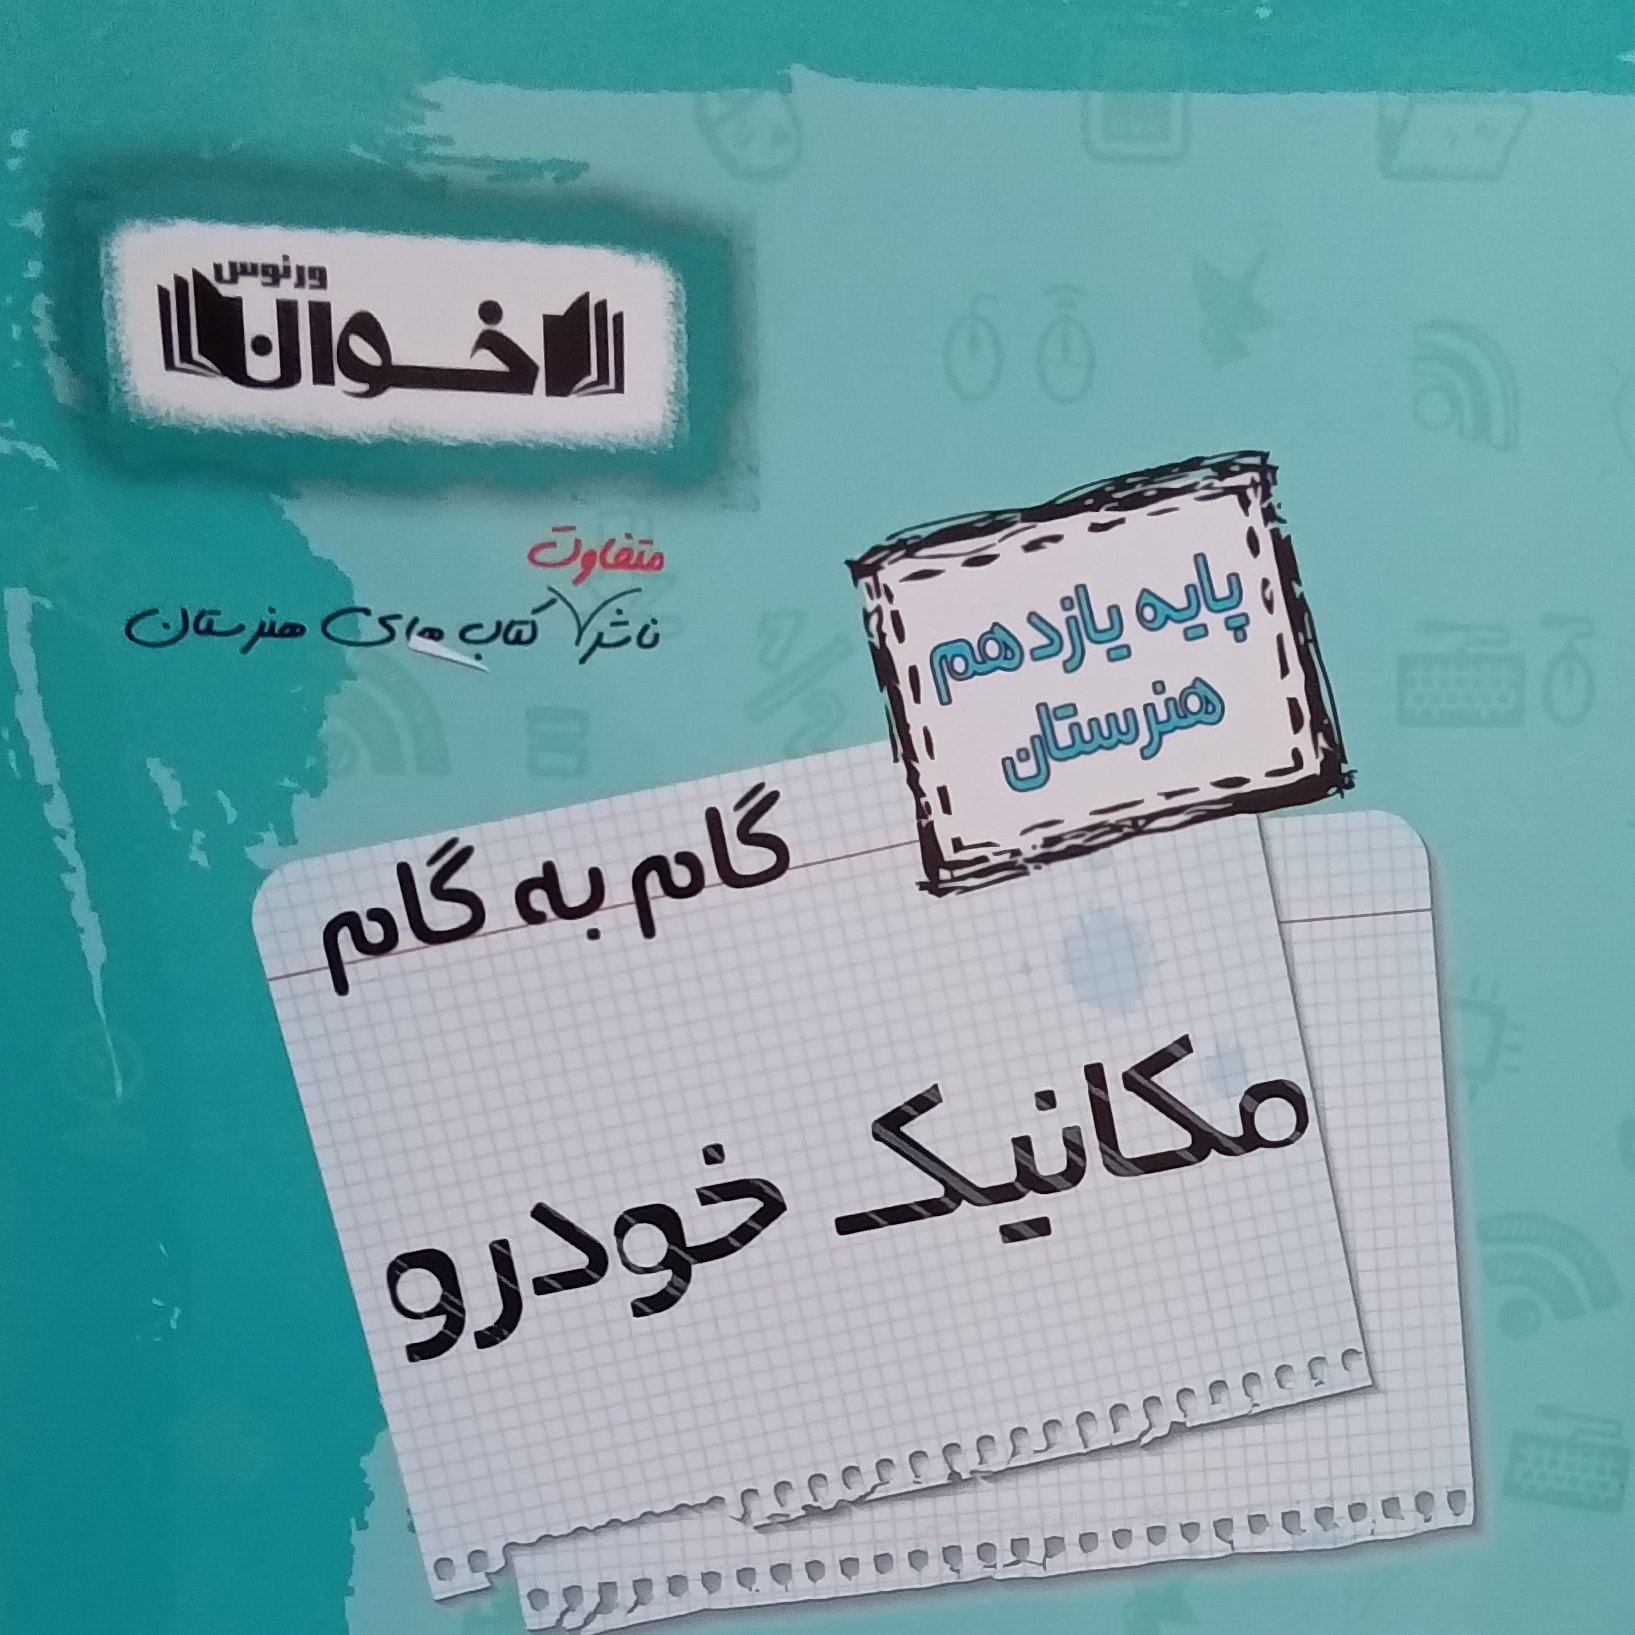 ورنوس
اخوان
متفاوت
ناشر کتاب های هنرستان
پایه یازدهم
هنرستان
گام به گام
مکانیک خودرو